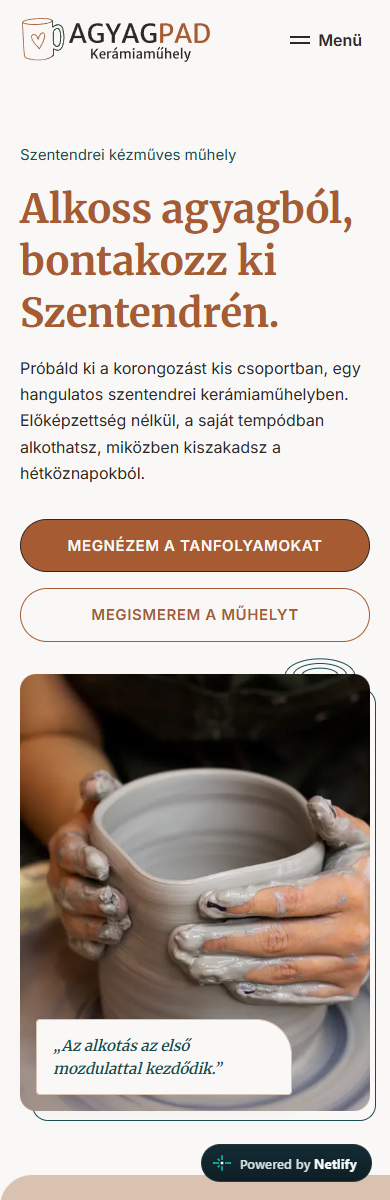 AGYAGPAD
Kerámiaműhely
Menü
Szentendrei kézműves műhely
Alkoss agyagból,
bontakozz ki
Szentendrén.
Próbáld ki a korongozást kis csoportban, egy
hangulatos szentendrei kerámiaműhelyben.
Előképzettség nélkül, a saját tempódban
alkothatsz, miközben kiszakadsz a
hétköznapokból.
MEGNÉZEM A TANFOLYAMOKAT
MEGISMEREM A MŰHELYT
„Az alkotás az első
mozdulattal kezdődik.”
Powered by Netlify